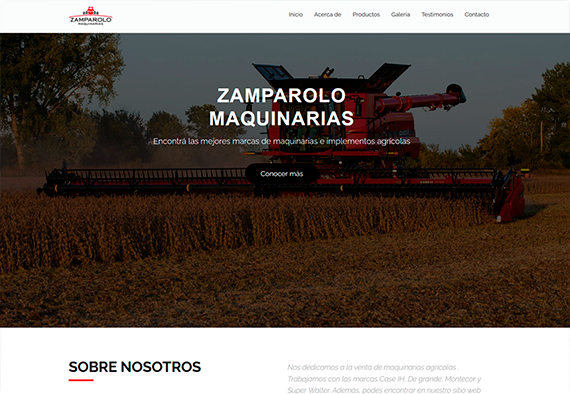 ZAMPAROLO
MAQUINARIAS
Inicio Acerca de Productos Galeria Testimonios Contacto
ZAMPAROLO
MAQUINARIAS
Encontrá las mejores marcas de maquinarias e implementos agrícolas
Conocer más
SOBRE NOSOTROS
Nos dedicamos a la venta de maquinarias agrícolas.
Trabajamos con las marcas Case IH, De grande, Montecor y
Super Walter Ademas, podes encontrar en nuestro sitio web